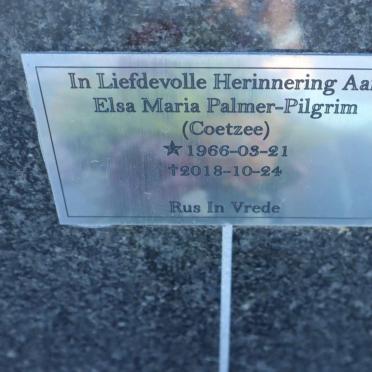 In Liefdevolle Herinnering Aan
Elsa Maria Palmer-Pilgrim
(Coetzee)
★ 1966-03-21
†2018-10-24
Rus In Vrede